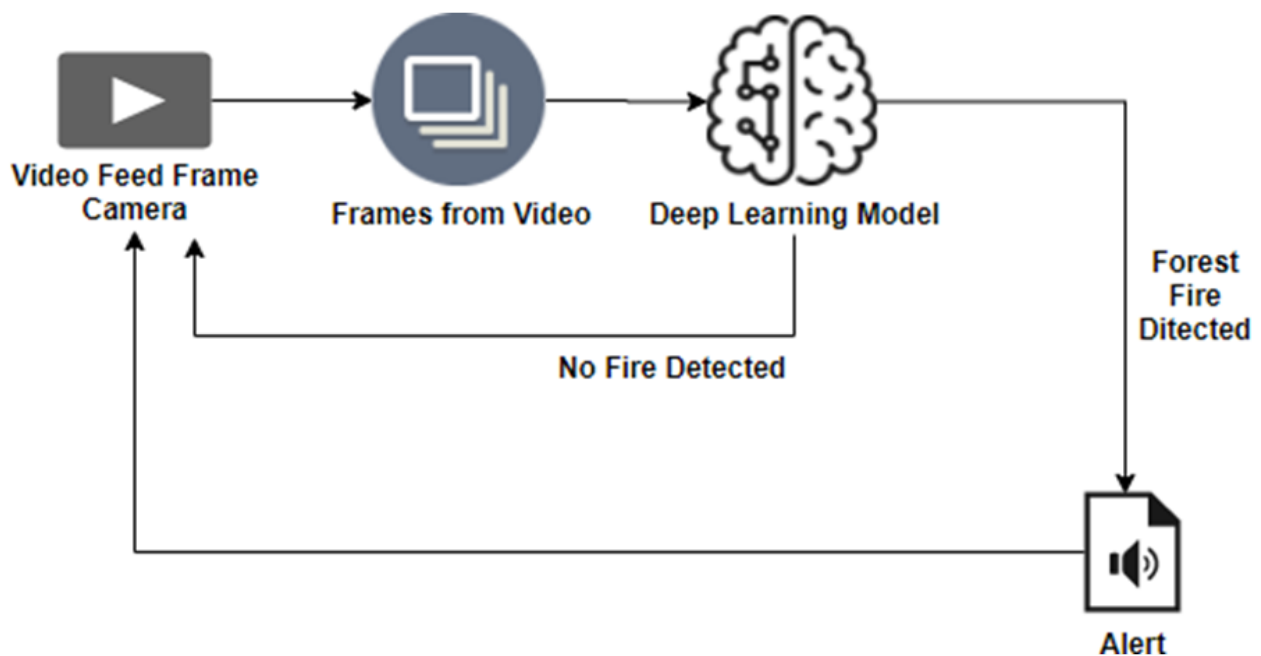 Video Feed Frame
Camera
Frames from Video
Deep Learning Model
Forest
Fire
Ditected
No Fire Detected
Alert